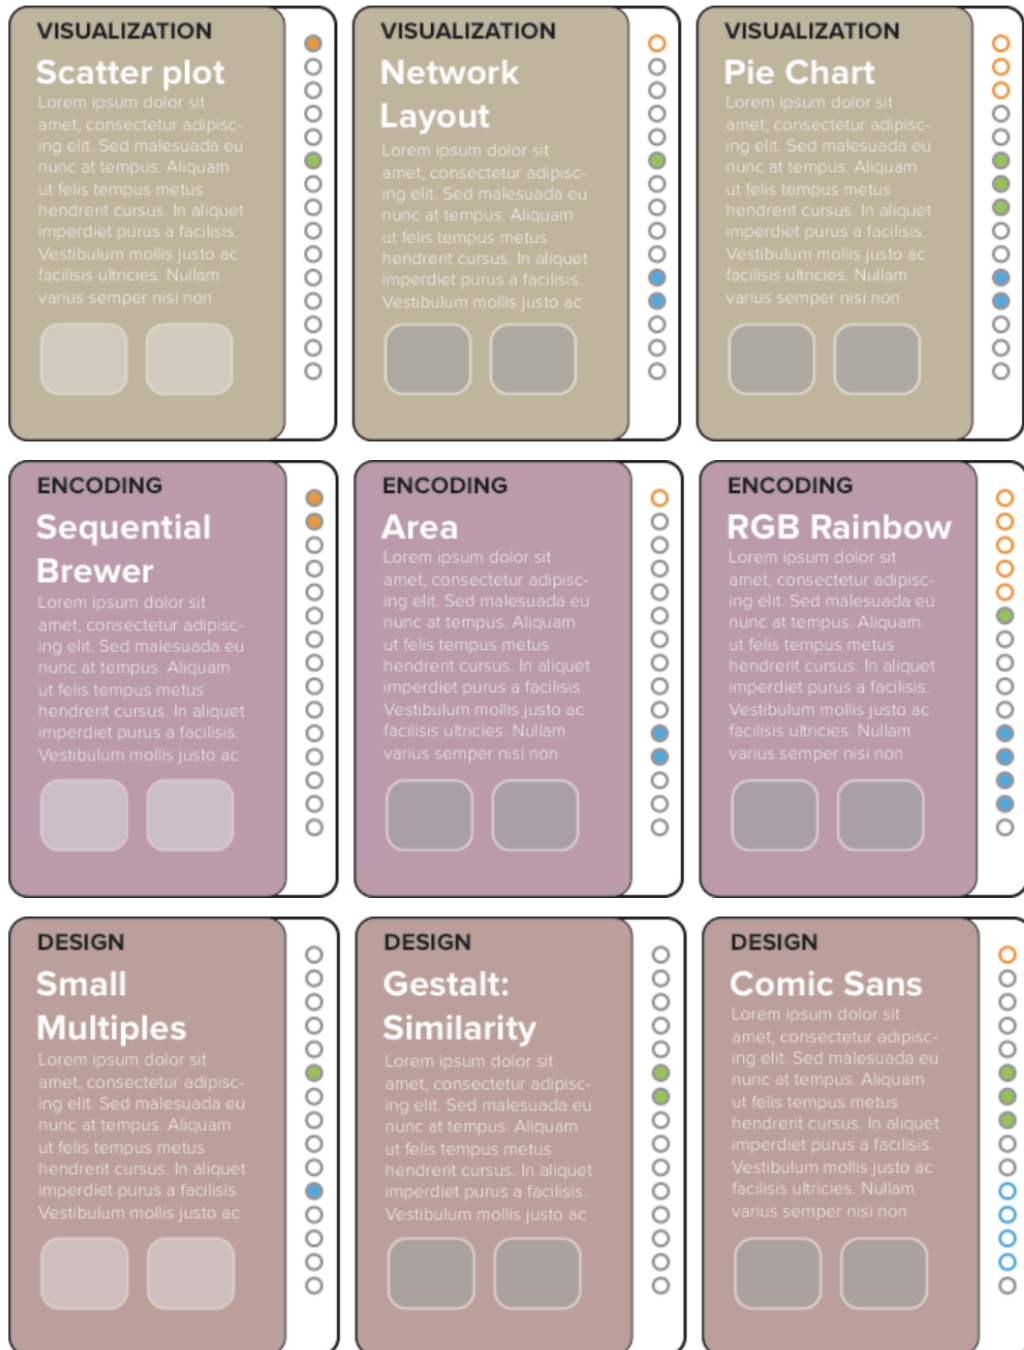 VISUALIZATION
Scatter plot
Lorem ipsum dolor sit
amet, consectetur adipisc-
ing elit. Sed malesuada eu
nunc at tempus. Aliquam
ut felis tempus metus
hendrerit cursus. In aliquet
imperdiet purus a facilisis.
Vestibulum mollis justo ac
facilisis ultricies. Nullam
varius semper nisi non
VISUALIZATION
Network
Layout
Lorem ipsum dolor sit
amet, consectetur adipisc-
ing elit. Sed malesuada eu
nunc at tempus. Aliquam
ut felis tempus metus
hendrerit cursus. In aliquet
imperdiet purus a facilisis.
Vestibulum mollis justo ac
VISUALIZATION
Pie Chart
Lorem ipsum dolor sit
amet, consectetur adipisc-
ing elit. Sed malesuada eu
nunc at tempus. Aliquam
ut felis tempus metus
hendrerit cursus. In aliquet
imperdiet purus a facilisis.
Vestibulum mollis justo ac
facilisis ultricies. Nullam
varius semper nisi non
ENCODING
Sequential
Brewer
Lorem ipsum dolor sit
amet, consectetur adipisc-
ing elit. Sed malesuada eu
nunc at tempus. Aliquam
ut felis tempus metus
hendrerit cursus. In aliquet
imperdiet purus a facilisis.
Vestibulum mollis justo ac
ENCODING
Area
Lorem ipsum dolor sit
amet, consectetur adipisc-
ing elit. Sed malesuada eu
nunc at tempus. Aliquam
ut felis tempus metus
hendrerit cursus. In aliquet
imperdiet purus a facilisis.
Vestibulum mollis justo ac
facilisis ultricies. Nullam
varius semper nisi non
ENCODING
RGB Rainbow
Lorem ipsum dolor sit
amet, consectetur adipisc-
ing elit. Sed malesuada eu
nunc at tempus. Aliquam
ut felis tempus metus
hendrerit cursus. In aliquet
imperdiet purus a facilisis.
Vestibulum mollis justo ac
facilisis ultricies. Nullam
varius semper nisi non
DESIGN
Small
Multiples
Lorem ipsum dolor sit
amet, consectetur adipisc-
ing elit. Sed malesuada eu
nunc at tempus. Aliquam
ut felis tempus metus
hendrerit cursus. In aliquet
imperdiet purus a facilisis.
Vestibulum mollis justo ac
DESIGN
Gestalt:
Similarity
Lorem ipsum dolor sit
amet, consectetur adipisc-
ing elit. Sed malesuada eu
nunc at tempus. Aliquam
ut felis tempus metus
hendrerit cursus. In aliquet
imperdiet purus a facilisis.
Vestibulum mollis justo ac
DESIGN
Comic Sans
Lorem ipsum dolor sit
amet, consectetur adipisc-
ing elit. Sed malesuada eu
nunc at tempus. Aliquam
ut felis tempus metus
hendrerit cursus. In aliquet
imperdiet purus a facilisis.
Vestibulum mollis justo ac
facilisis ultricies. Nullam
varius semper nisi non